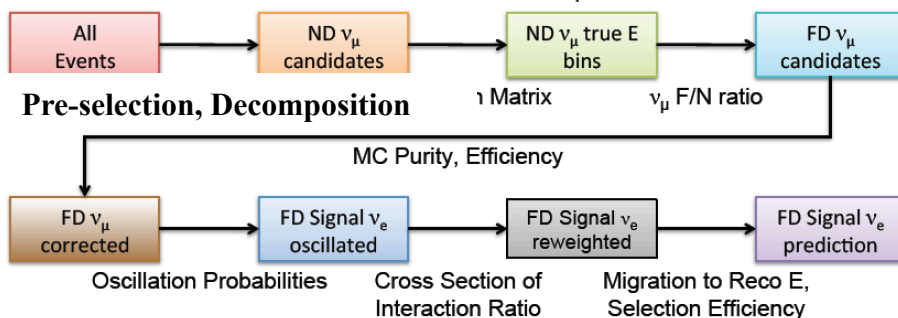 All
Events
ND νμ
candidates
ND νμ true E
bins
FD νμ
candidates
Pre-selection, Decomposition
Matrix
νμ F/N ratio
MC Purity, Efficiency
FD νμ
corrected
FD Signal νe
oscillated
FD Signal νe
reweighted
FD Signal νe
prediction
Oscillation Probabilities
Cross Section of
Interaction Ratio
Migration to Reco E,
Selection Efficiency